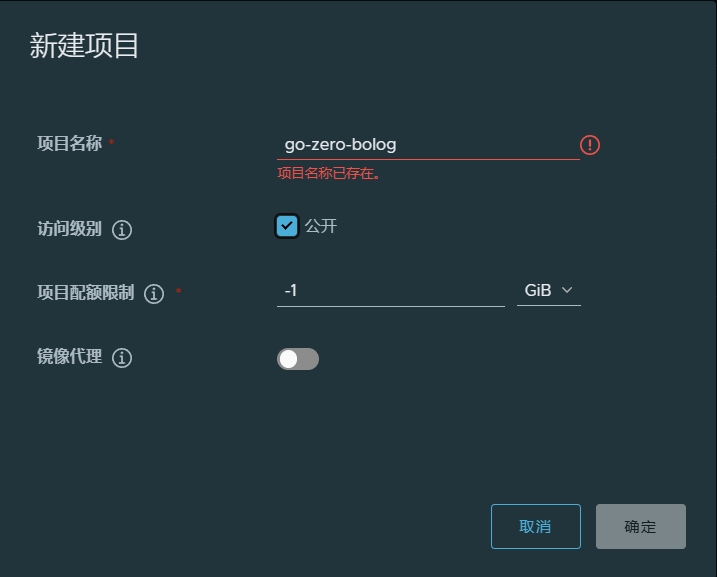 新建项目
项目名称 * go-zero-bolog
项目名称已存在。
访问级别 公开
项目配额限制 * -1 GiB
镜像代理
取消 确定